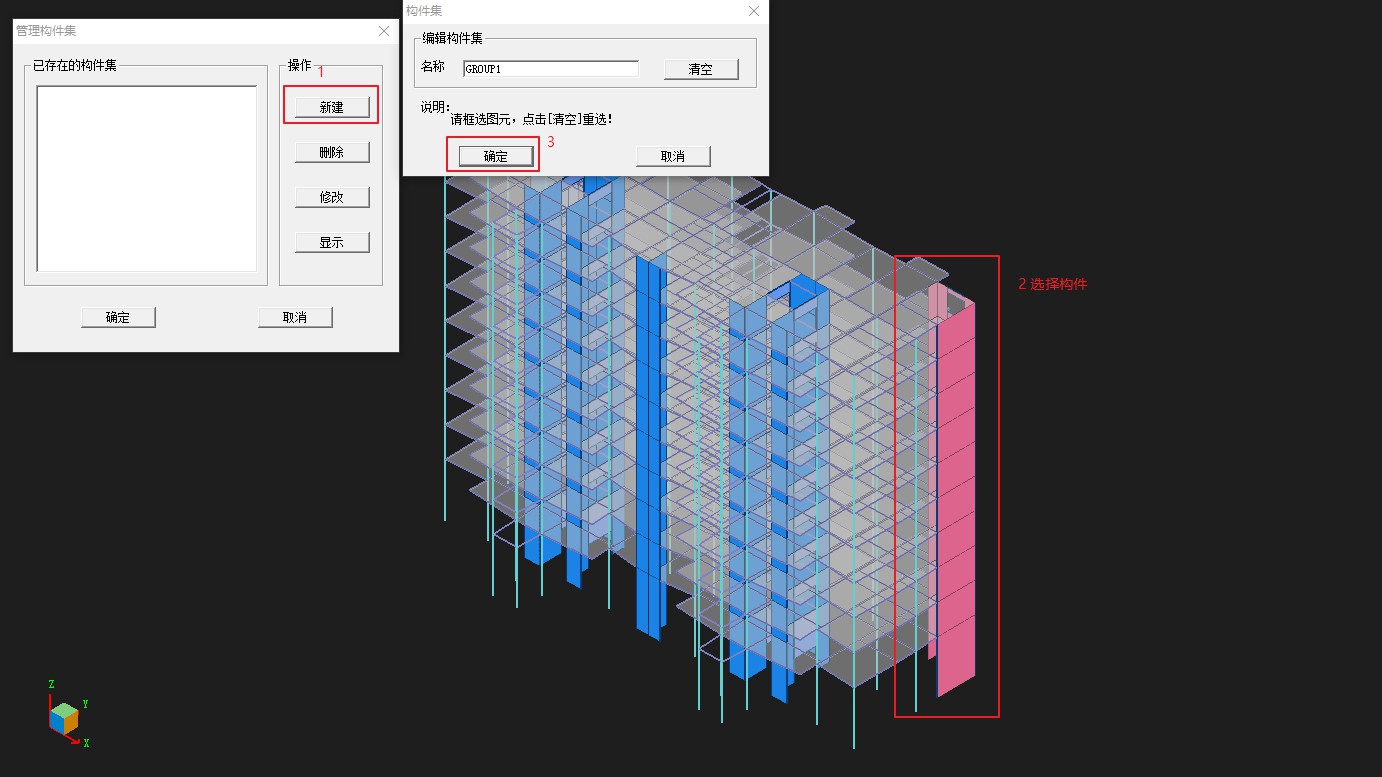 管理构件集
已存在的构件集
操作
1
新建
删除
修改
显示
确定
取消
构件集
编辑构件集
名称
GROUP1
清空
说明:
请框选图元，点击[清空]重选!
确定
3
取消
2 选择构件
Z
Y
X